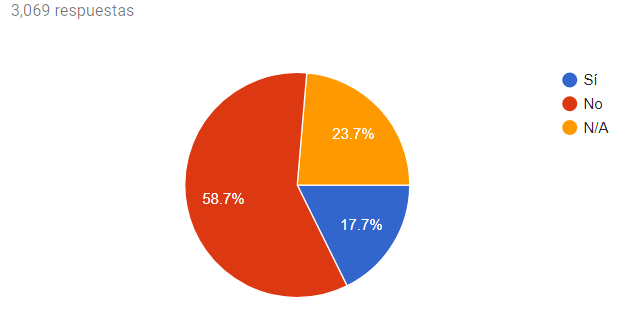 3,069 respuestas
Sí
No
N/A
23.7%
58.7%
17.7%